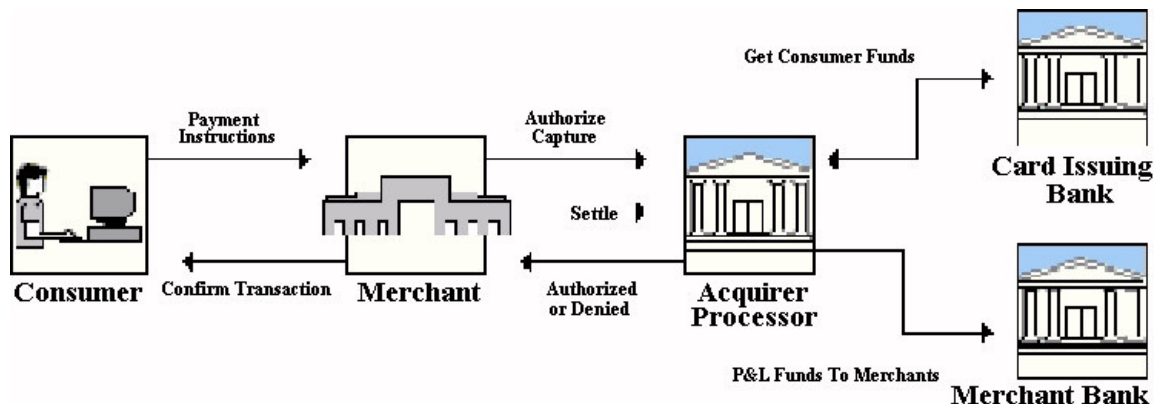 Get Consumer Funds
Payment
Instructions
Authorize
Capture
Card Issuing
Bank
Settle
Consumer
Confirm Transaction
Merchant
Authorized
or Denied
Acquirer
Processor
P&L Funds To Merchants
Merchant Bank